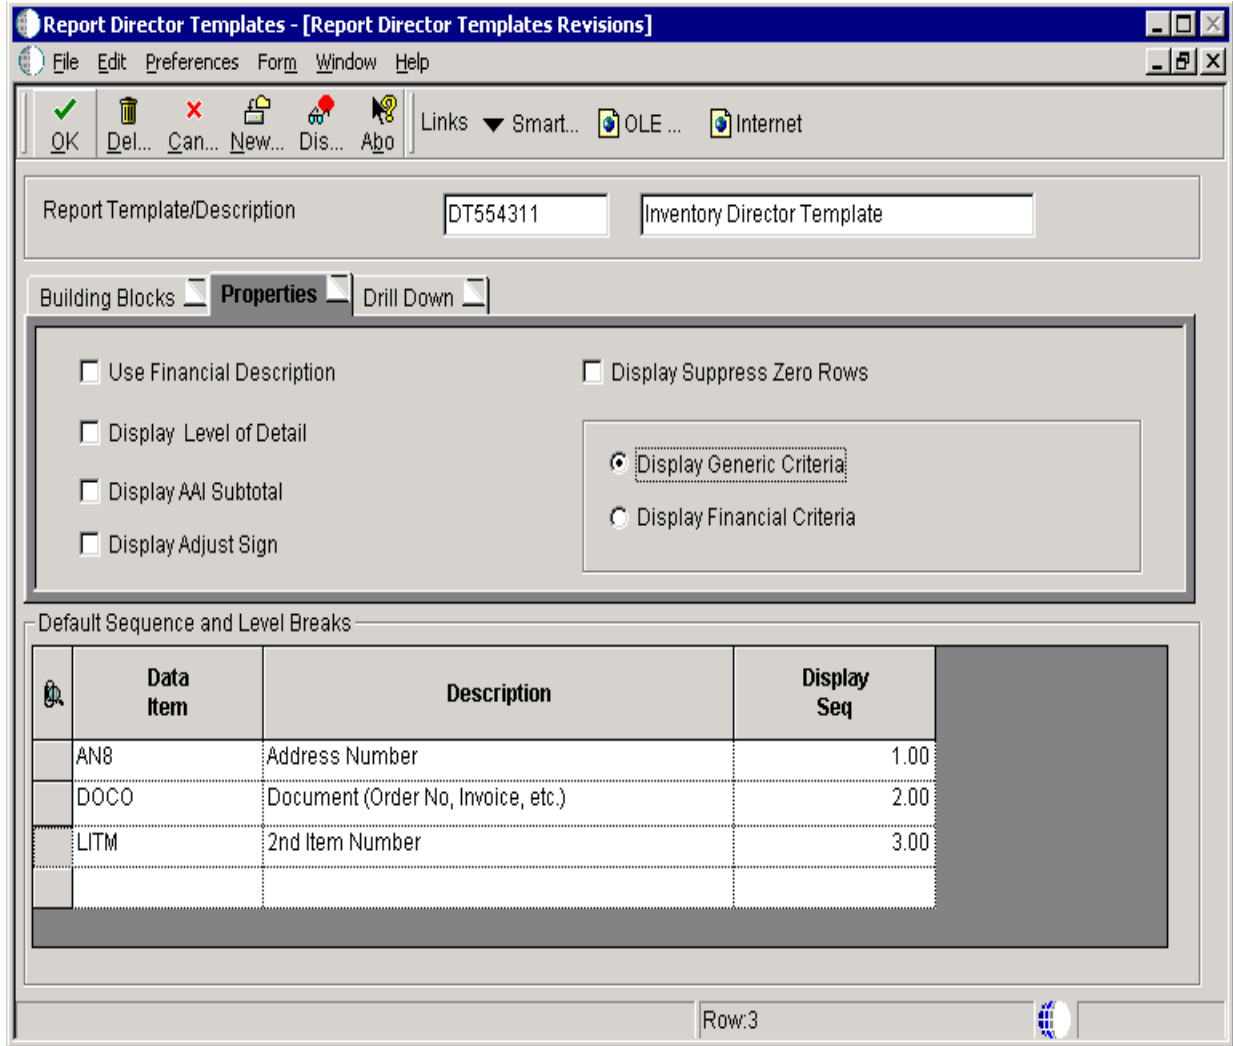 Report Director Templates - [Report Director Templates Revisions]
File Edit Preferences Form Window Help
OK Del... Can... New... Dis... Abo Links Smart... OLE ... Internet
Report Template/Description DT554311 Inventory Director Template
Building Blocks Properties Drill Down
Use Financial Description Display Suppress Zero Rows
Display Level of Detail
Display Generic Criteria
Display AAI Subtotal
Display Financial Criteria
Display Adjust Sign
Default Sequence and Level Breaks
Data Item Description Display Seq
AN8 Address Number 1.00
DOCO Document (Order No, Invoice, etc.) 2.00
LITM 2nd Item Number 3.00
Row:3